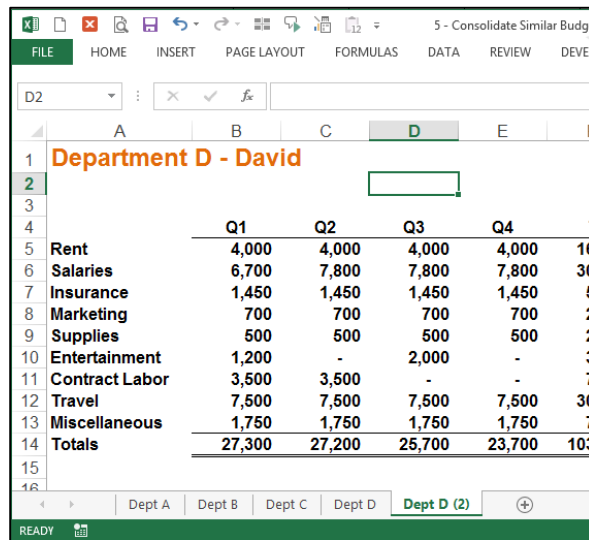 5 - Consolidate Similar Budg
FILE HOME INSERT PAGE LAYOUT FORMULAS DATA REVIEW DEVE
D2 fx
A B C D E
1 Department D - David
2
3
4 Q1 Q2 Q3 Q4
5 Rent 4,000 4,000 4,000 4,000 16
6 Salaries 6,700 7,800 7,800 7,800 30
7 Insurance 1,450 1,450 1,450 1,450
8 Marketing 700 700 700 700
9 Supplies 500 500 500 500
10 Entertainment 1,200 - 2,000 -
11 Contract Labor 3,500 3,500 - -
12 Travel 7,500 7,500 7,500 7,500 30
13 Miscellaneous 1,750 1,750 1,750 1,750
14 Totals 27,300 27,200 25,700 23,700 103
15
16
Dept A Dept B Dept C Dept D Dept D (2)
READY